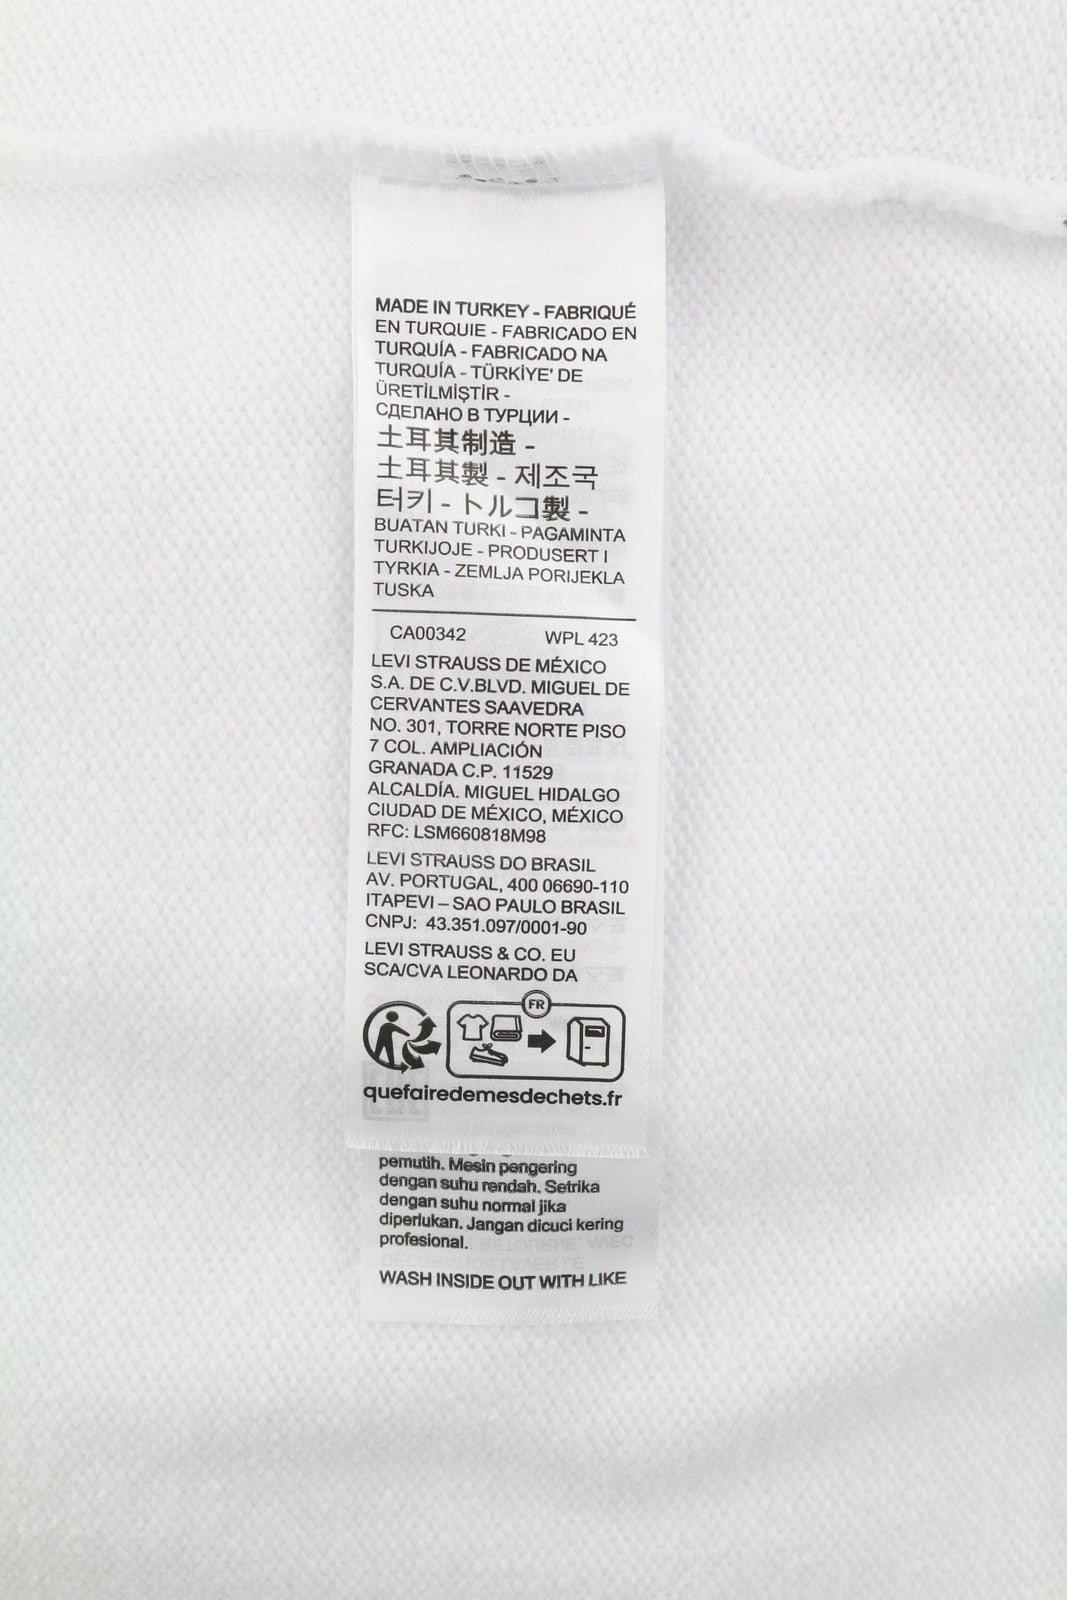 MADE IN TURKEY - FABRIQUÉ
EN TURQUIE - FABRICADO EN
TURQUÍA - FABRICADO NA
TURQUÍA - TÜRKİYE' DE
ÜRETİLMİŞTİR -
СДЕЛАНО В ТУРЦИИ -
土耳其制造 -
土耳其製 - 제조국
터키 - トルコ製 -
BUATAN TURKI - PAGAMINTA
TURKIJOJE - PRODUSERT I
TYRKIA - ZEMLJA PORIJEKLA
TUSKA
CA00342 WPL 423
LEVI STRAUSS DE MÉXICO
S.A. DE C.V.BLVD. MIGUEL DE
CERVANTES SAAVEDRA
NO. 301, TORRE NORTE PISO
7 COL. AMPLIACIÓN
GRANADA C.P. 11529
ALCALDÍA. MIGUEL HIDALGO
CIUDAD DE MÉXICO, MÉXICO
RFC: LSM660818M98
LEVI STRAUSS DO BRASIL
AV. PORTUGAL, 400 06690-110
ITAPEVI – SAO PAULO BRASIL
CNPJ: 43.351.097/0001-90
LEVI STRAUSS & CO. EU
SCA/CVA LEONARDO DA
FR
quefairedemesdechets.fr
pemutih. Mesin pengering
dengan suhu rendah. Setrika
dengan suhu normal jika
diperlukan. Jangan dicuci kering
profesional.
WASH INSIDE OUT WITH LIKE